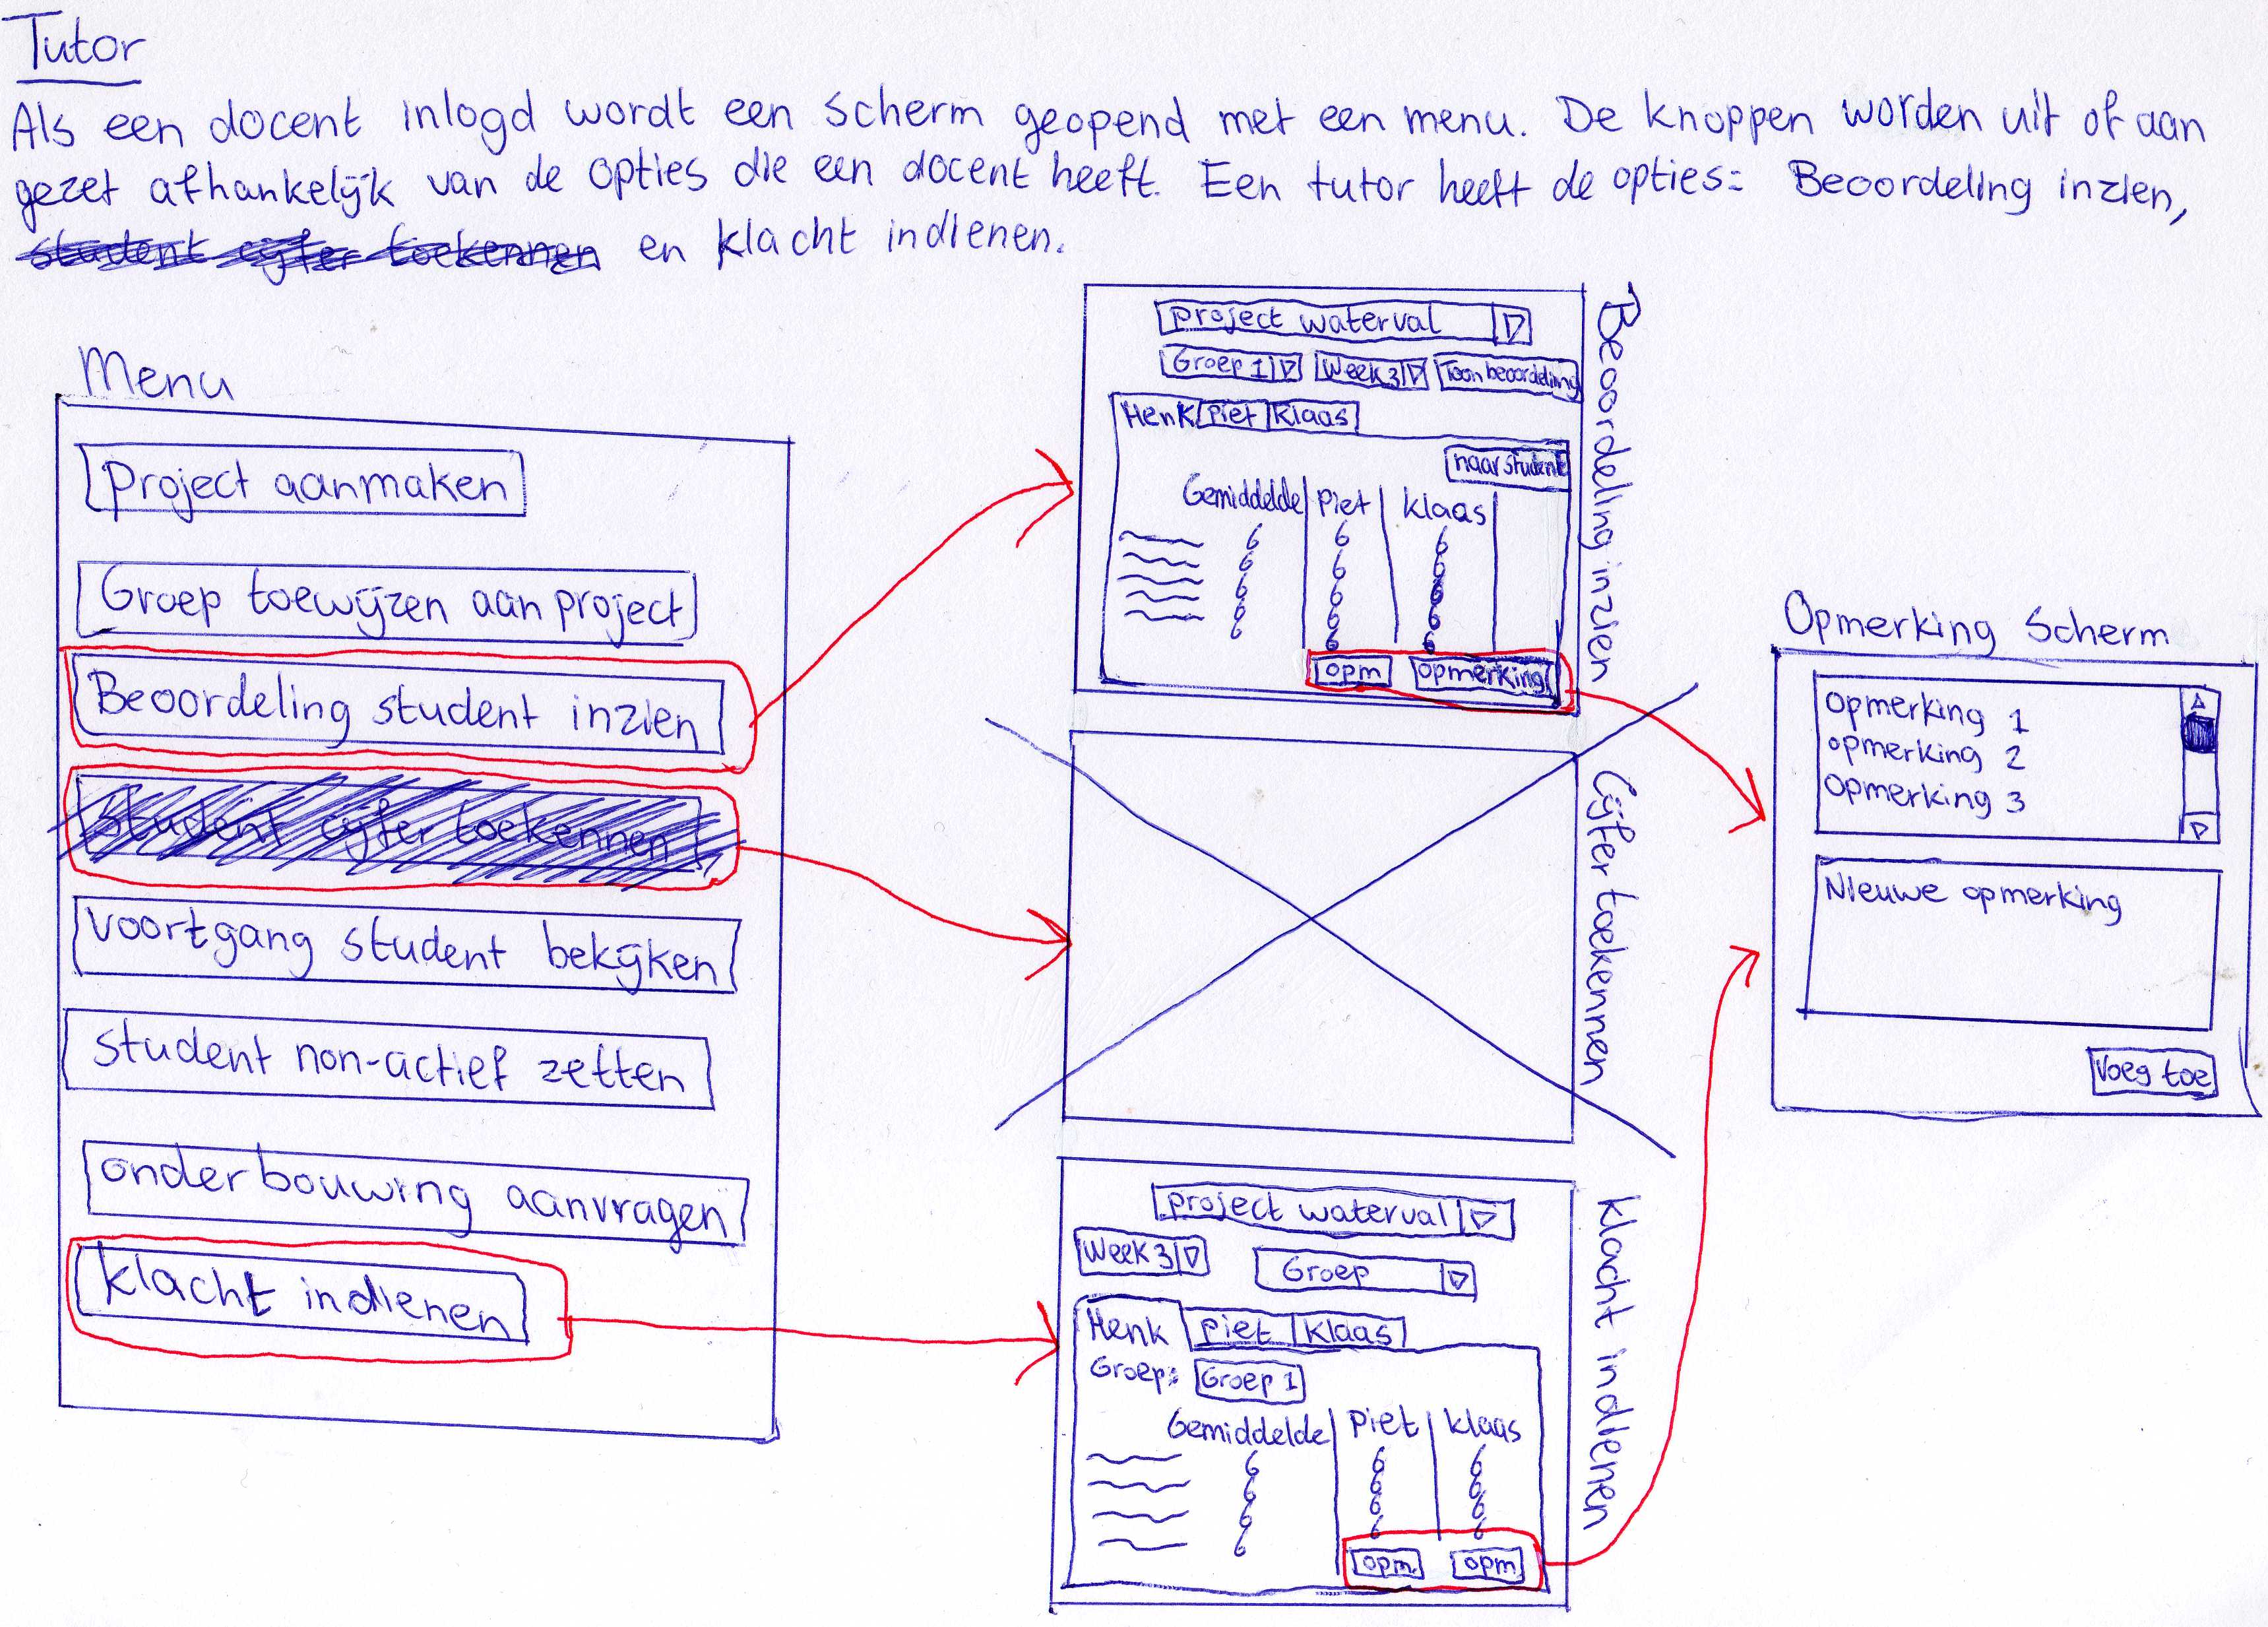 Tutor
Als een docent inlogd wordt een scherm geopend met een menu. De knoppen worden uit of aan
gezet afhankelijk van de opties die een docent heeft. Een tutor heeft de opties: Beoordeling inzien,
student cijfer toekennen en klacht indienen.
Menu
Project aanmaken
Groep toewijzen aan project
Beoordeling student inzien
student cijfer toekennen
voortgang student bekijken
student non-actief zetten
onderbouwing aanvragen
klacht indienen
Beoordeling inzien
project waterval
Groep 1 Week 3 Toon beoordeling
Henk Piet Klaas
naar student
Gemiddelde Piet klaas
6 6 6
6 6 6
6 6 6
6 6 6
6 6 6
opm opmerking
Cijfer toekennen
klacht indienen
project waterval
Week 3 Groep
Henk Piet Klaas
Groep: Groep 1
Gemiddelde Piet klaas
6 6 6
6 6 6
6 6 6
6 6 6
opm opm
Opmerking Scherm
opmerking 1
opmerking 2
opmerking 3
Nieuwe opmerking
Voeg toe